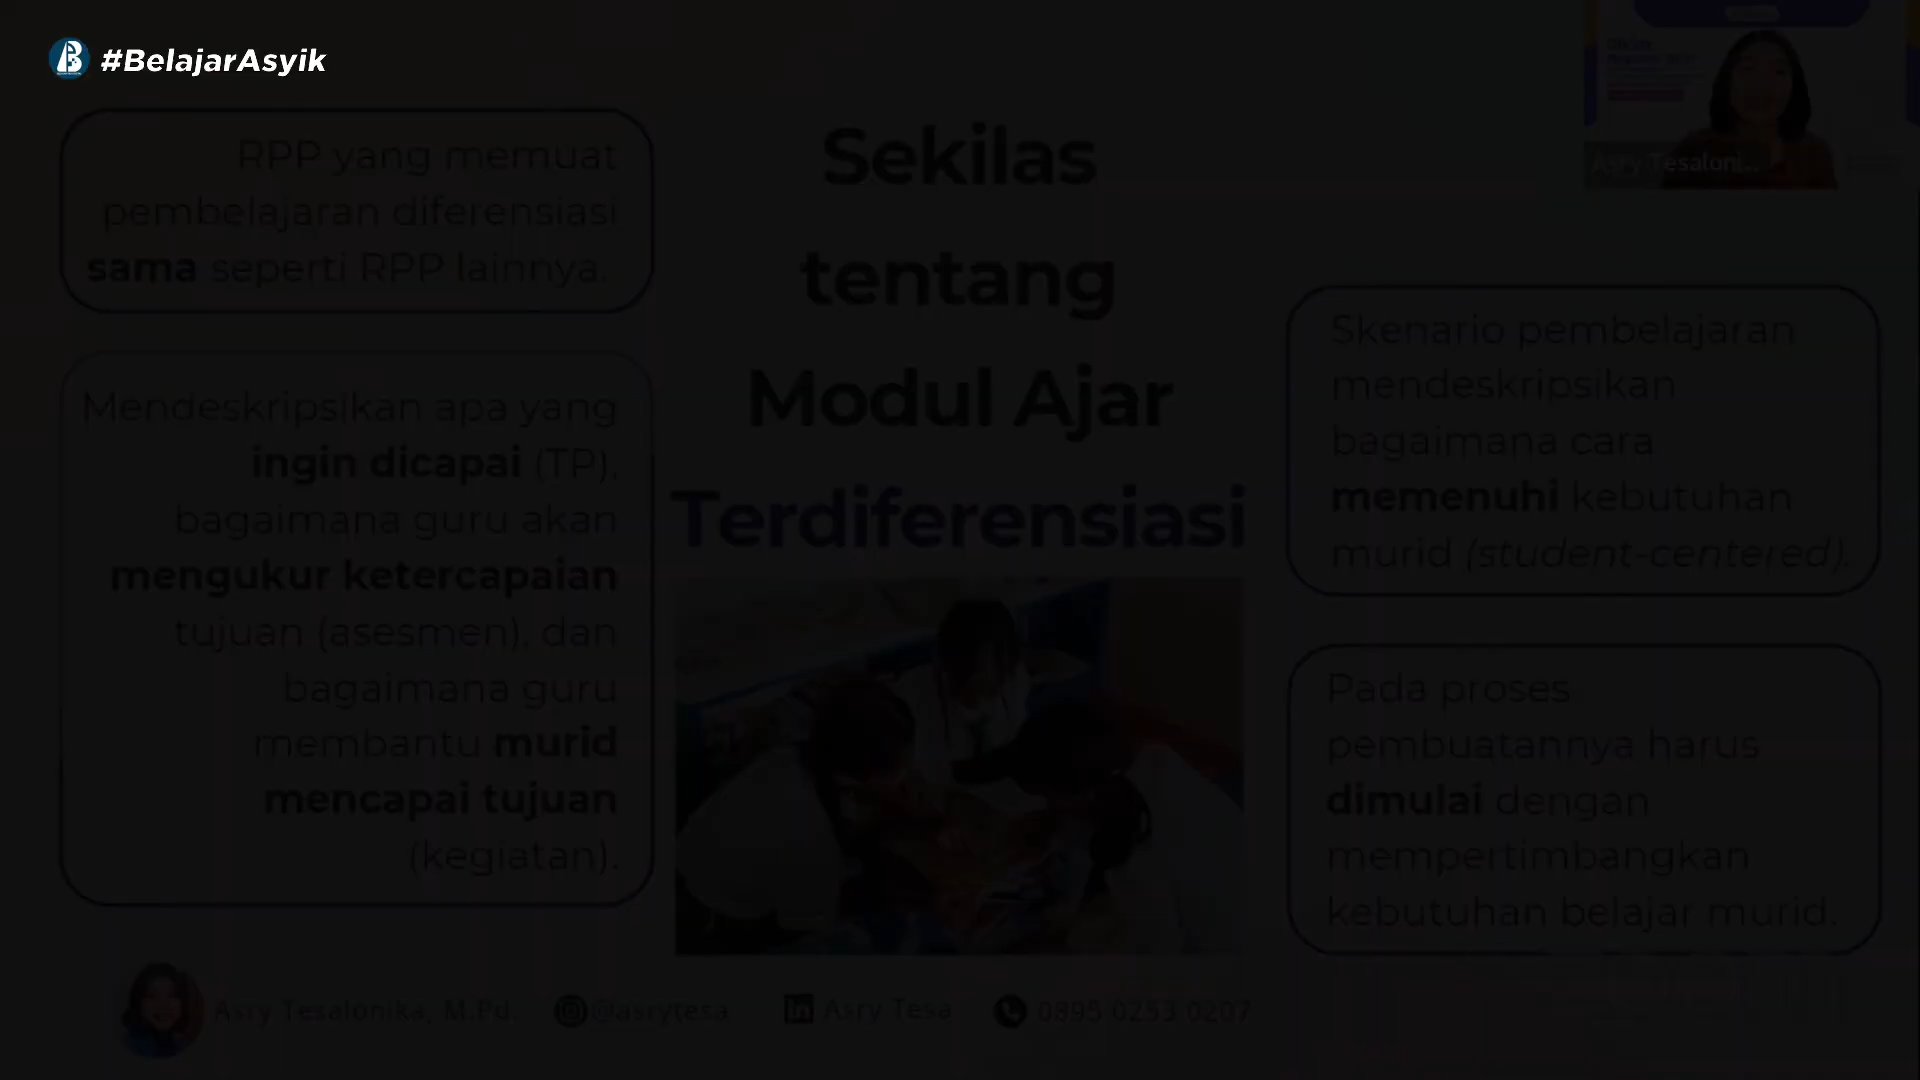 #BelajarAsyik
RPP yang memuat
pembelajaran diferensiasi
sama seperti RPP lainnya.
Mendeskripsikan apa yang
ingin dicapai (TP),
bagaimana guru akan
mengukur ketercapaian
tujuan (asesmen), dan
bagaimana guru
membantu murid
mencapai tujuan
(kegiatan).
Sekilas
tentang
Modul Ajar
Terdiferensiasi
Asry Tesaloni...
Skenario pembelajaran
mendeskripsikan
bagaimana cara
memenuhi kebutuhan
murid (student-centered).
Pada proses
pembuatannya harus
dimulai dengan
mempertimbangkan
kebutuhan belajar murid.
Asry Tesalonika, M.Pd.
@asrytesa
Asry Tesa
0895 0253 0207